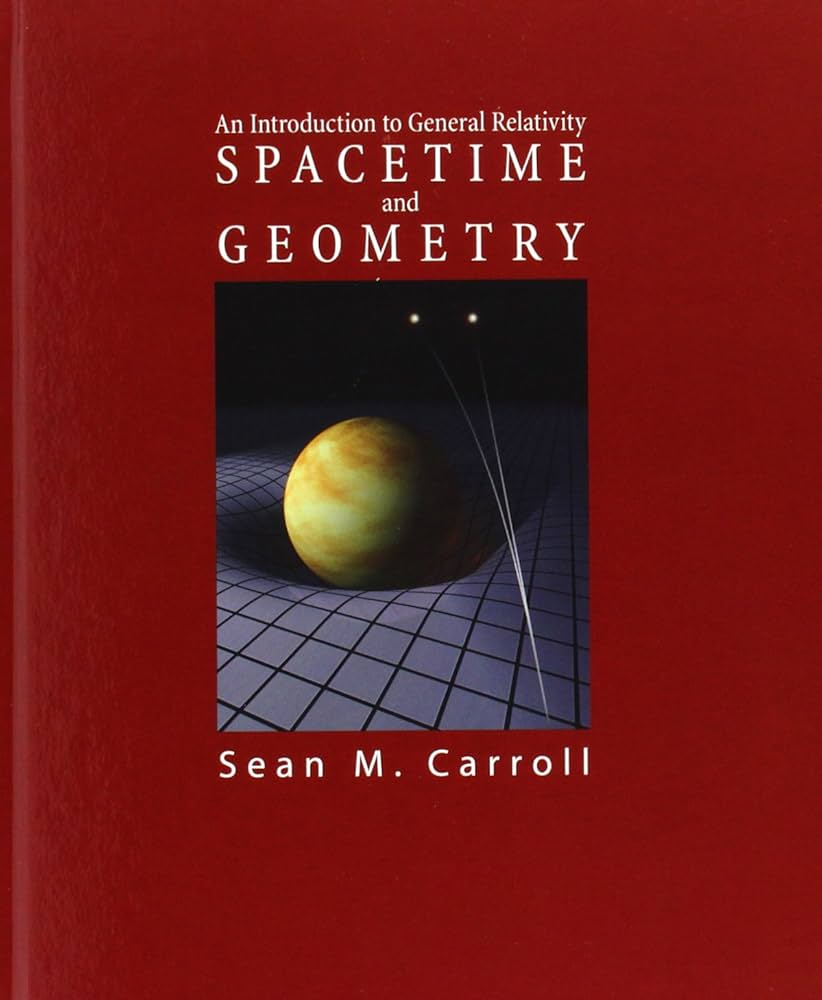 An Introduction to General Relativity
SPACETIME
and
GEOMETRY
Sean M. Carroll